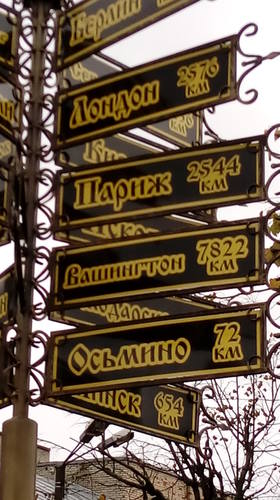 Берлин
Лондон 2576
КМ
Париж 2544
КМ
Вашингтон 7822
КМ
Осьмино 72
КМ
654
КМ